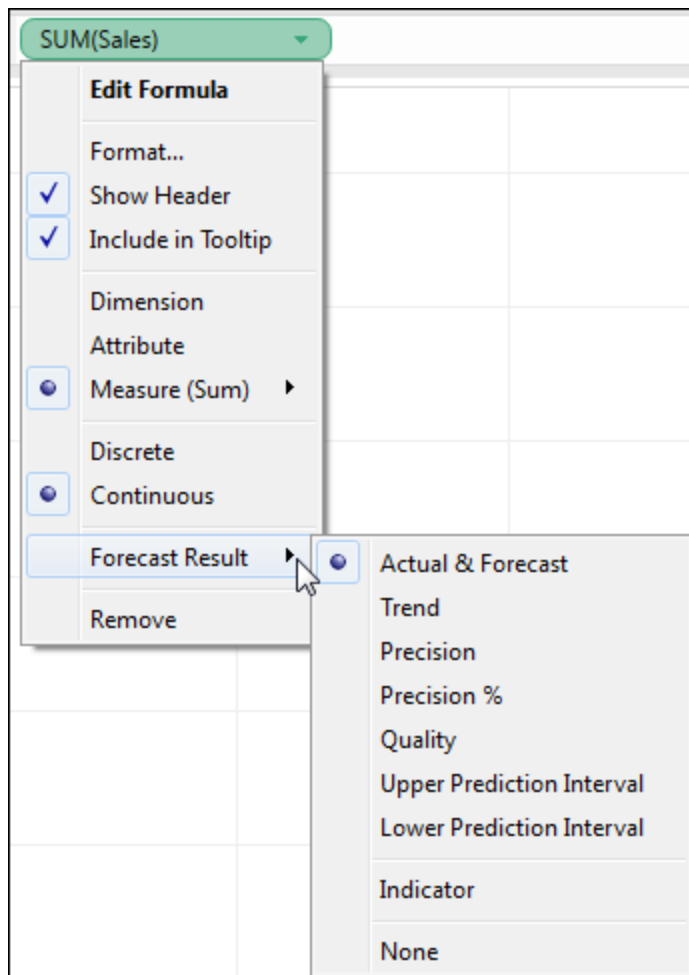 SUM(Sales)
Edit Formula
Format...
Show Header
Include in Tooltip
Dimension
Attribute
Measure (Sum)
Discrete
Continuous
Forecast Result
Remove
Actual & Forecast
Trend
Precision
Precision %
Quality
Upper Prediction Interval
Lower Prediction Interval
Indicator
None